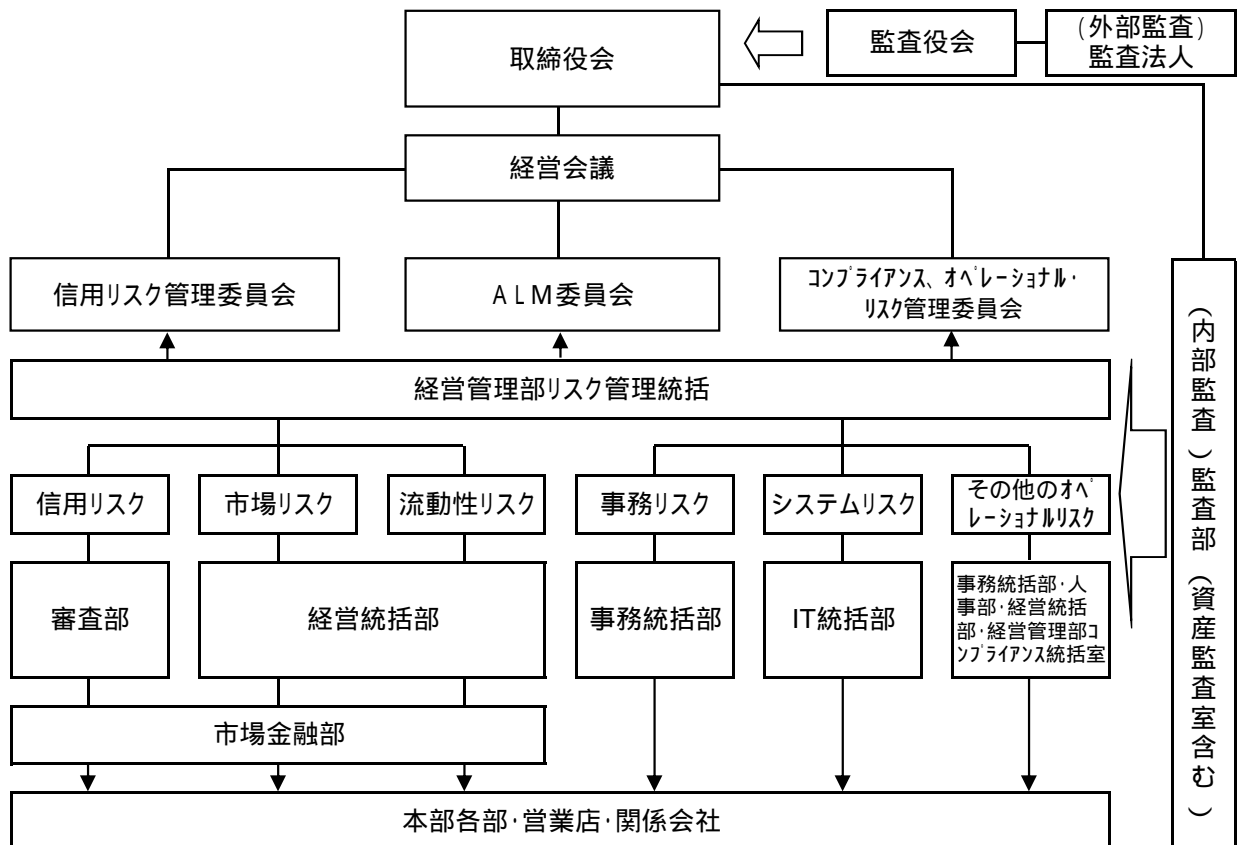 取締役会
監査役会
(外部監査)
監査法人
経営会議
信用リスク管理委員会
ALM委員会
コンプライアンス、オペレーショナル・
リスク管理委員会
経営管理部リスク管理統括
信用リスク
市場リスク
流動性リスク
事務リスク
システムリスク
その他のオペ
レーショナルリスク
審査部
経営統括部
事務統括部
IT統括部
事務統括部・人
事部・経営統括
部・経営管理部コ
ンプライアンス統括室
市場金融部
本部各部・営業店・関係会社
(内部監査)監査部(資産監査室含む)